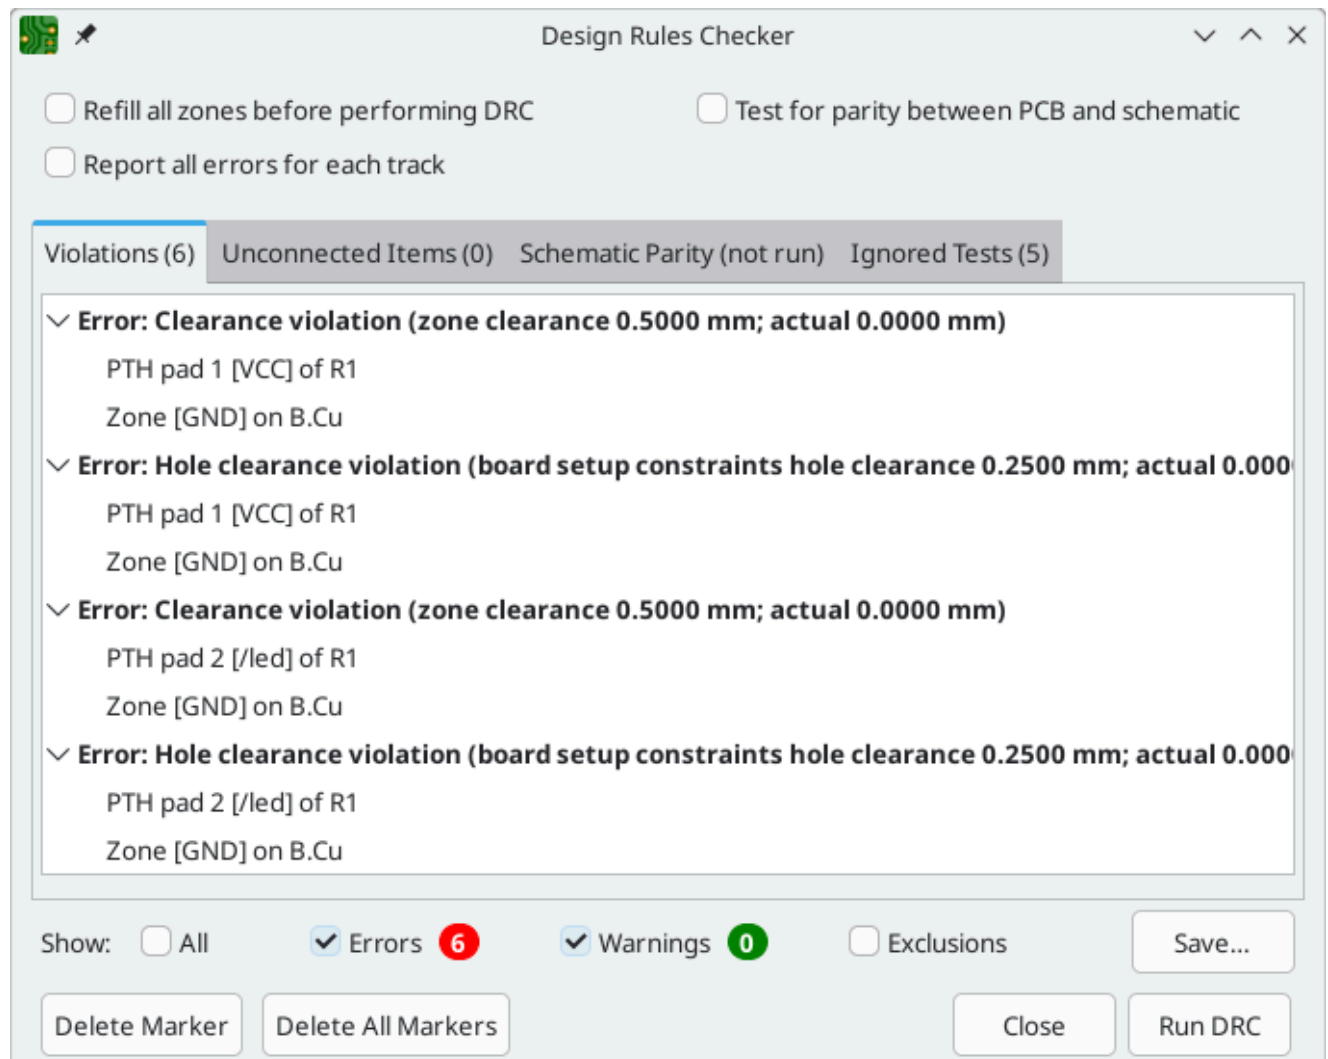 Design Rules Checker
Refill all zones before performing DRC
Test for parity between PCB and schematic
Report all errors for each track
Violations (6) Unconnected Items (0) Schematic Parity (not run) Ignored Tests (5)
Error: Clearance violation (zone clearance 0.5000 mm; actual 0.0000 mm)
PTH pad 1 [VCC] of R1
Zone [GND] on B.Cu
Error: Hole clearance violation (board setup constraints hole clearance 0.2500 mm; actual 0.000
PTH pad 1 [VCC] of R1
Zone [GND] on B.Cu
Error: Clearance violation (zone clearance 0.5000 mm; actual 0.0000 mm)
PTH pad 2 [/led] of R1
Zone [GND] on B.Cu
Error: Hole clearance violation (board setup constraints hole clearance 0.2500 mm; actual 0.000
PTH pad 2 [/led] of R1
Zone [GND] on B.Cu
Show: All Errors 6 Warnings 0 Exclusions Save...
Delete Marker Delete All Markers Close Run DRC